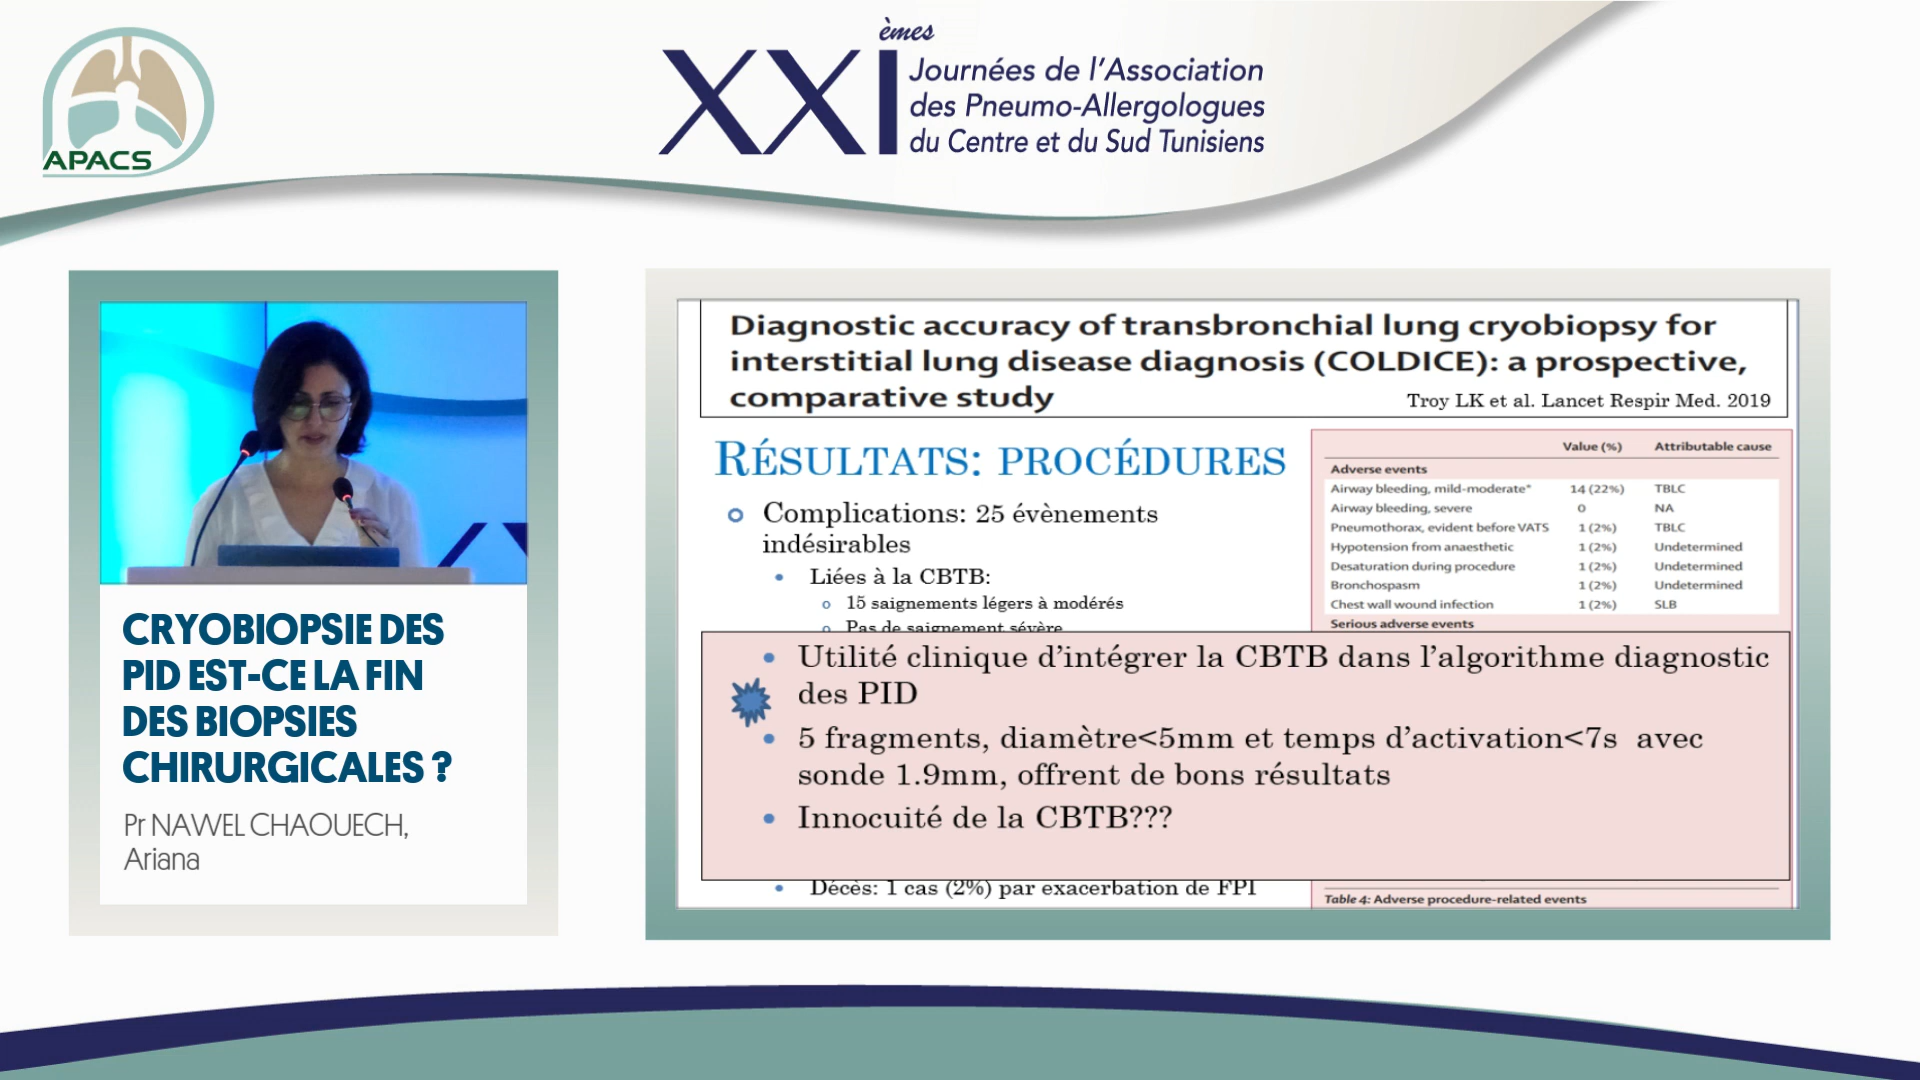 APACS
XXIèmes
Journées de l'Association
des Pneumo-Allergologues
du Centre et du Sud Tunisiens
CRYOBIOPSIE DES
PID EST-CE LA FIN
DES BIOPSIES
CHIRURGICALES ?
Pr NAWEL CHAOUECH,
Ariana
Diagnostic accuracy of transbronchial lung cryobiopsy for
interstitial lung disease diagnosis (COLDICE): a prospective,
comparative study
Troy LK et al. Lancet Respir Med. 2019
RÉSULTATS: PROCÉDURES
Complications: 25 évènements
indésirables
Liées à la CBTB:
15 saignements légers à modérés
Pas de saignement sévère
Value (%) Attributable cause
Adverse events
Airway bleeding, mild-moderate* 14 (22%) TBLC
Airway bleeding, severe 0 NA
Pneumothorax, evident before VATS 1 (2%) TBLC
Hypotension from anaesthetic 1 (2%) Undetermined
Desaturation during procedure 1 (2%) Undetermined
Bronchospasm 1 (2%) Undetermined
Chest wall wound infection 1 (2%) SLB
Serious adverse events
Utilité clinique d'intégrer la CBTB dans l'algorithme diagnostic
des PID
5 fragments, diamètre<5mm et temps d'activation<7s avec
sonde 1.9mm, offrent de bons résultats
Innocuité de la CBTB???
Décès: 1 cas (2%) par exacerbation de FPI
Table 4: Adverse procedure-related events